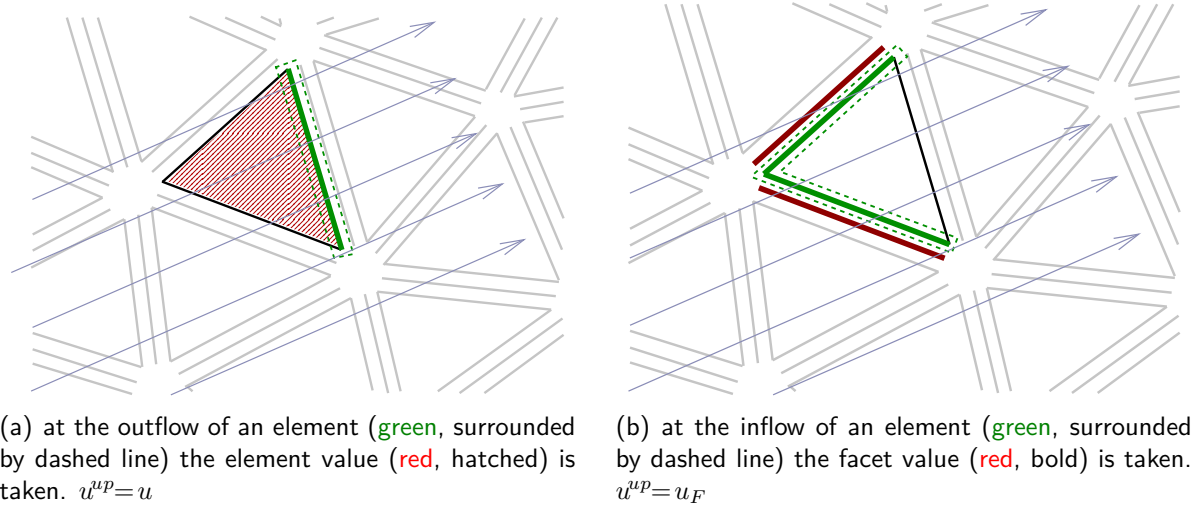 (a) at the outflow of an element (green, surrounded
by dashed line) the element value (red, hatched) is
taken. u^{up}=u
(b) at the inflow of an element (green, surrounded
by dashed line) the facet value (red, bold) is taken.
u^{up}=u_F